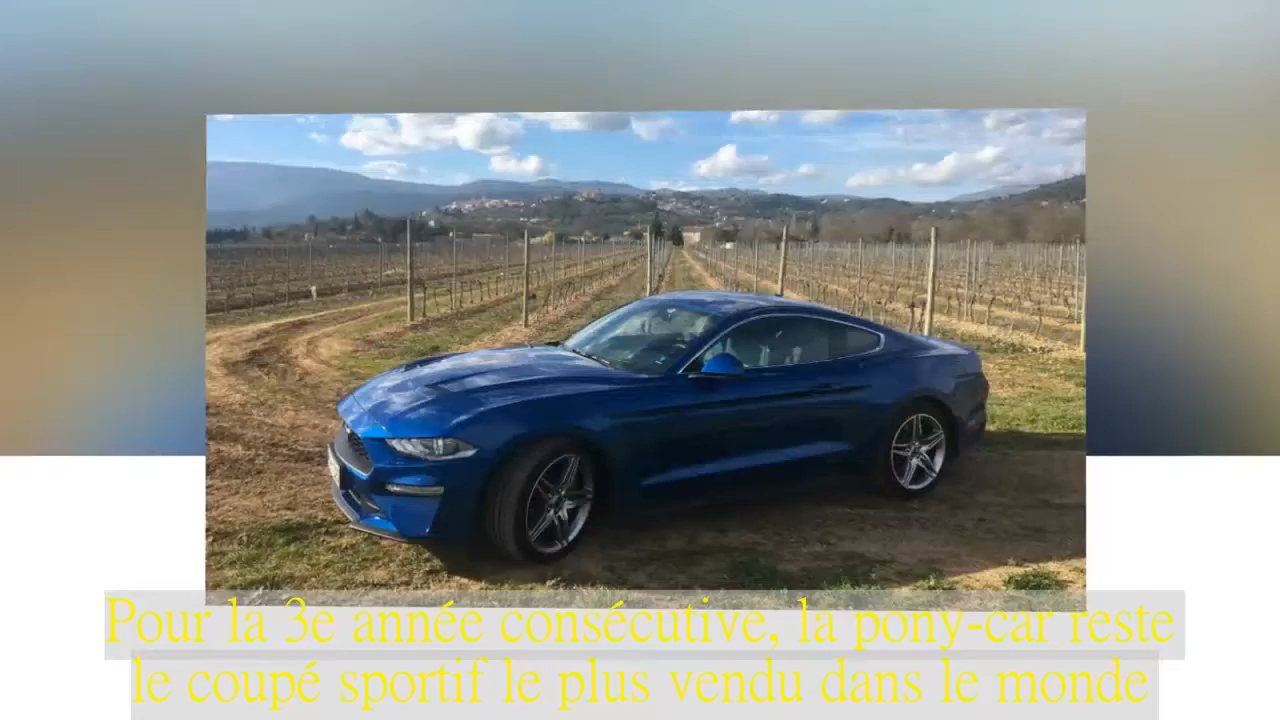 Pour la 3e année consécutive, la pony-car reste
le coupé sportif le plus vendu dans le monde